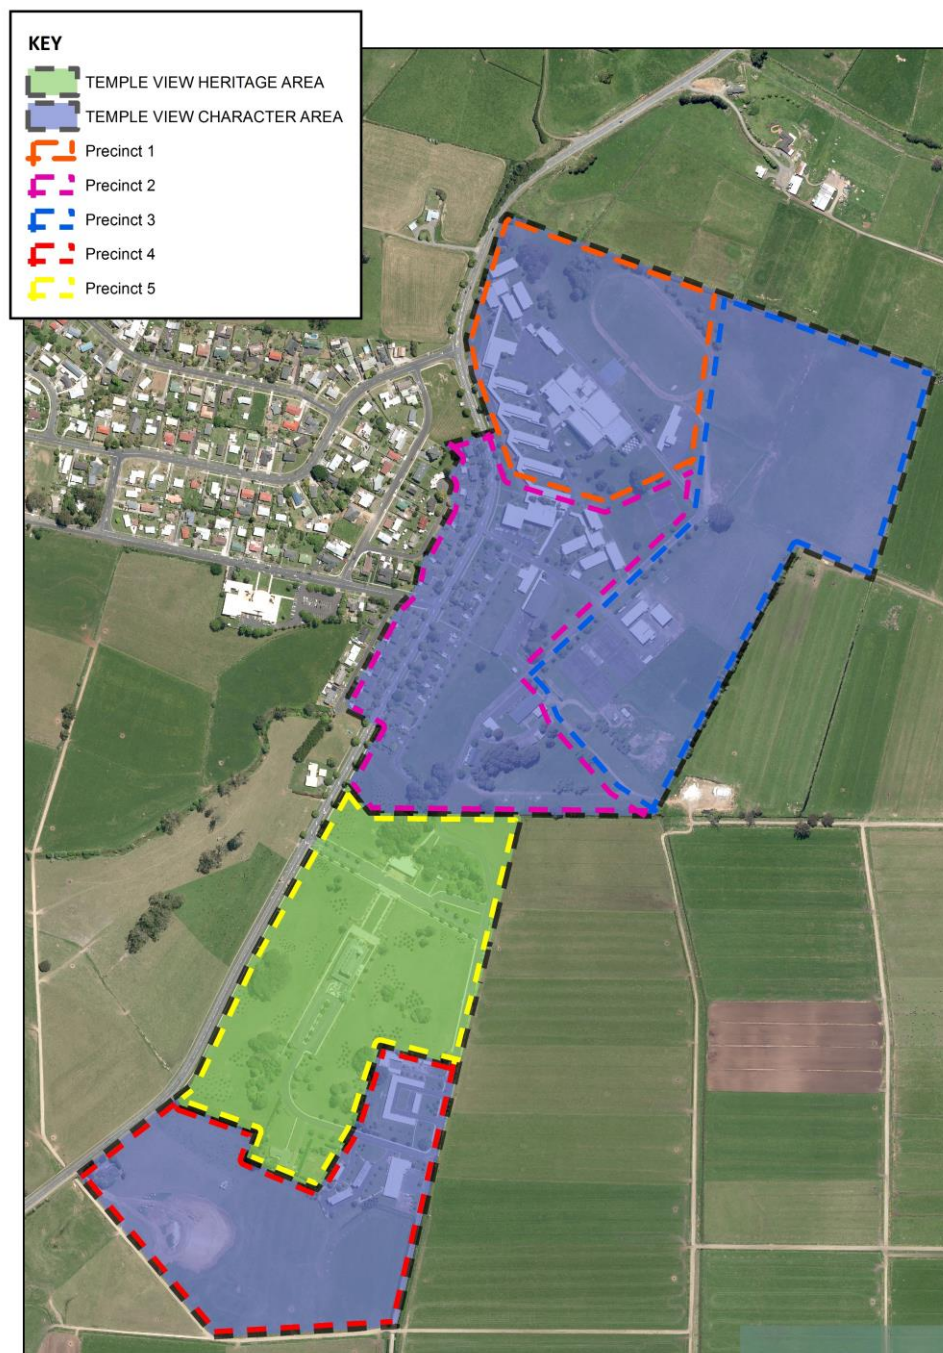 KEY
TEMPLE VIEW HERITAGE AREA
TEMPLE VIEW CHARACTER AREA
Precinct 1
Precinct 2
Precinct 3
Precinct 4
Precinct 5